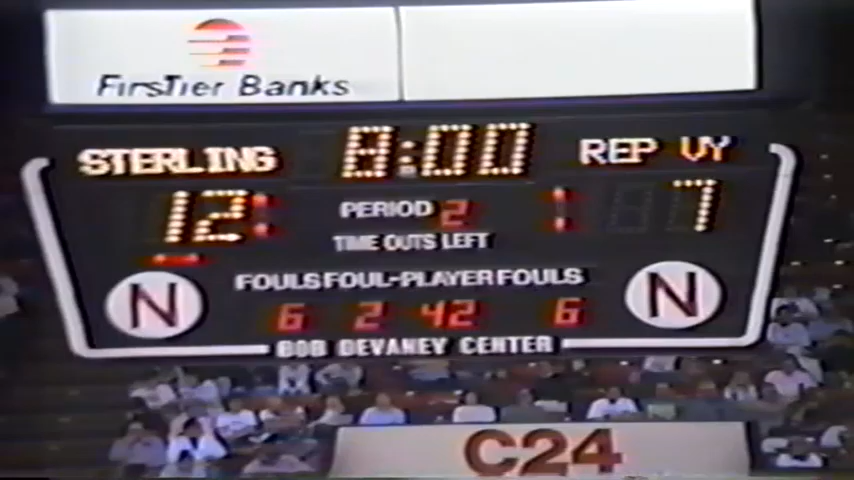 FirsTier Banks
STERLING 8:00 REP VY
12 PERIOD 2 7
TIME OUTS LEFT
FOULS FOUL-PLAYER FOULS
N 6 2 42 6 N
BOB DEVANEY CENTER
C24